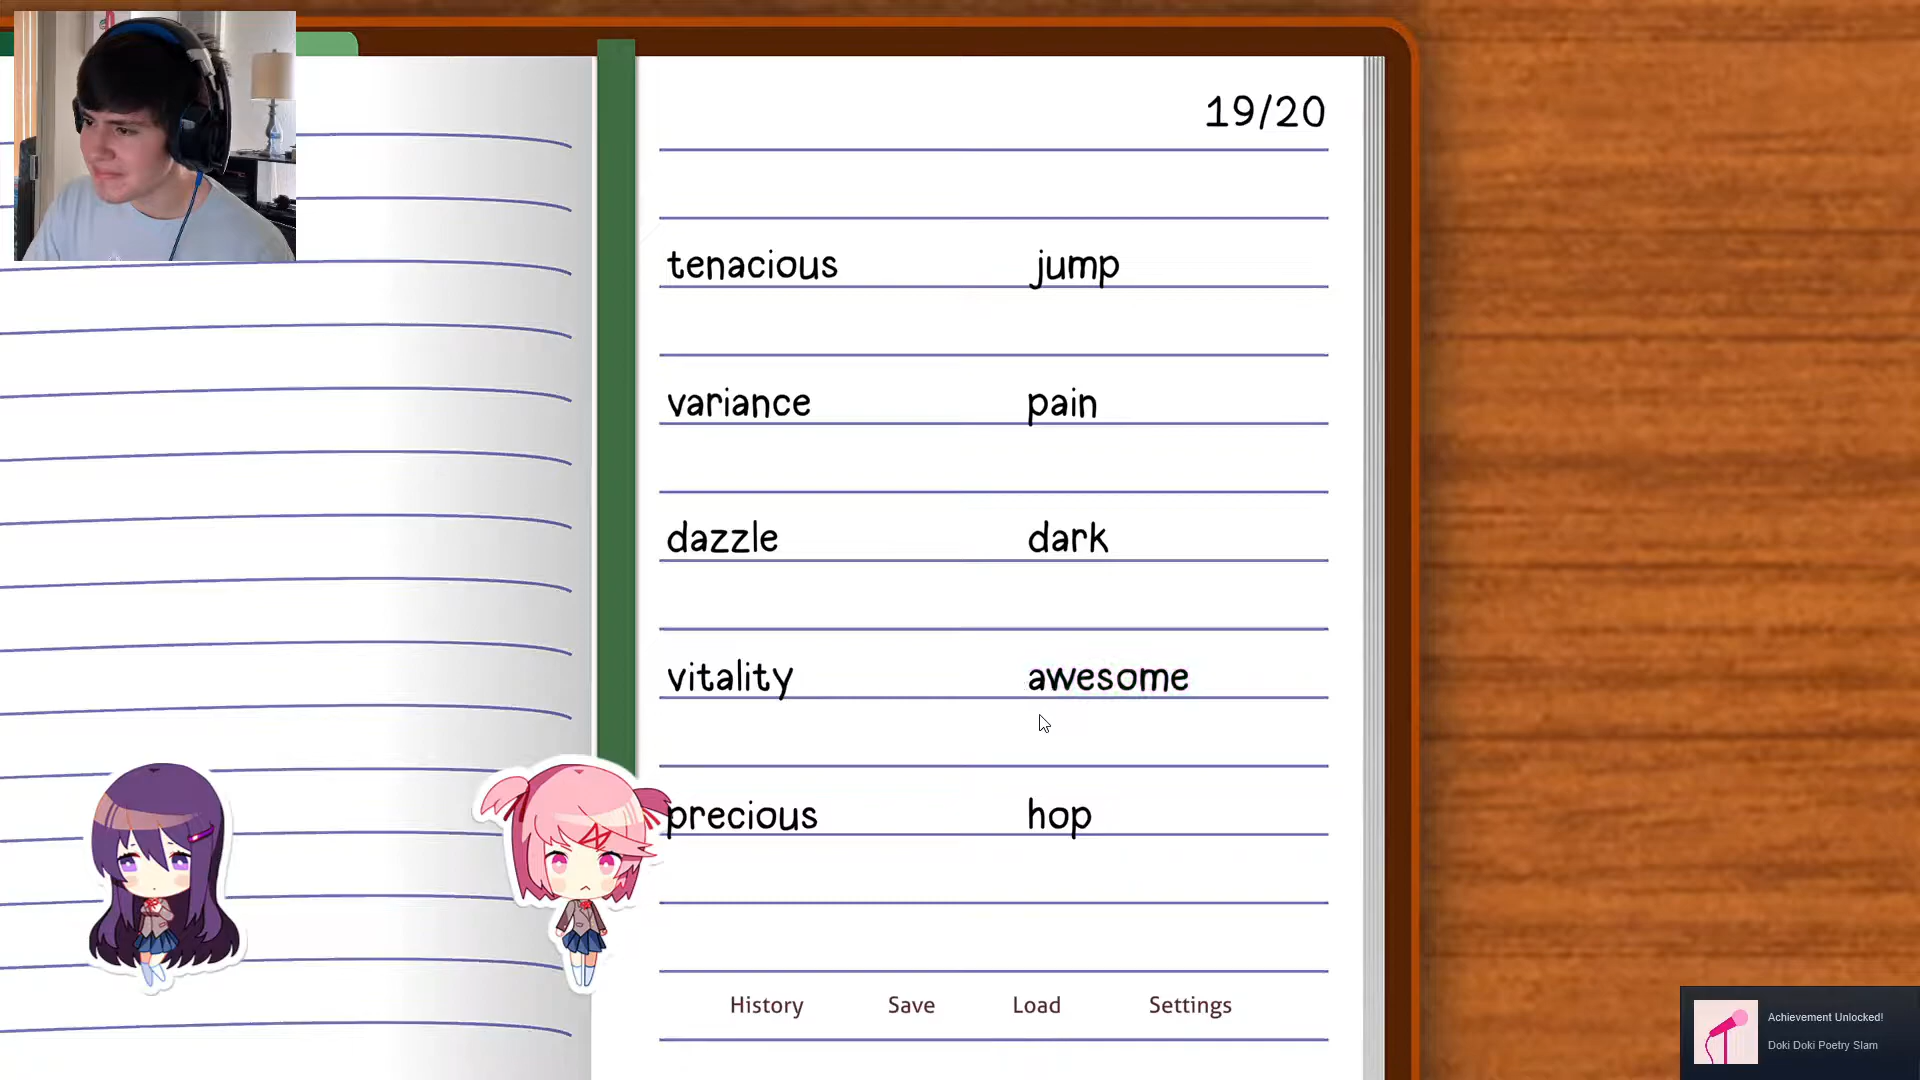 19/20
tenacious jump
variance pain
dazzle dark
vitality awesome
precious hop
History Save Load Settings
Achievement Unlocked!
Doki Doki Poetry Slam